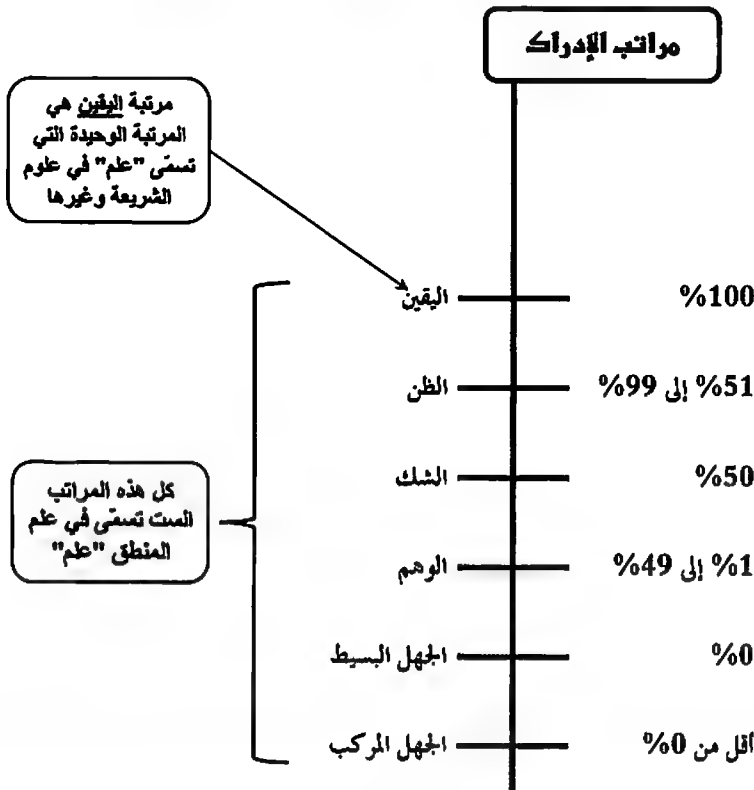 مراتب الإدراك
مرتبة اليقين هي
المرتبة الوحيدة التي
تسمّى "علم" في علوم
الشريعة وغيرها
%100
اليقين
%51 إلى 99%
الظن
%50
الشك
%1 إلى 49%
الوهم
%0
الجهل البسيط
أقل من 0%
الجهل المركب
كل هذه المراتب
الست تسمّى في علم
المنطق "علم"